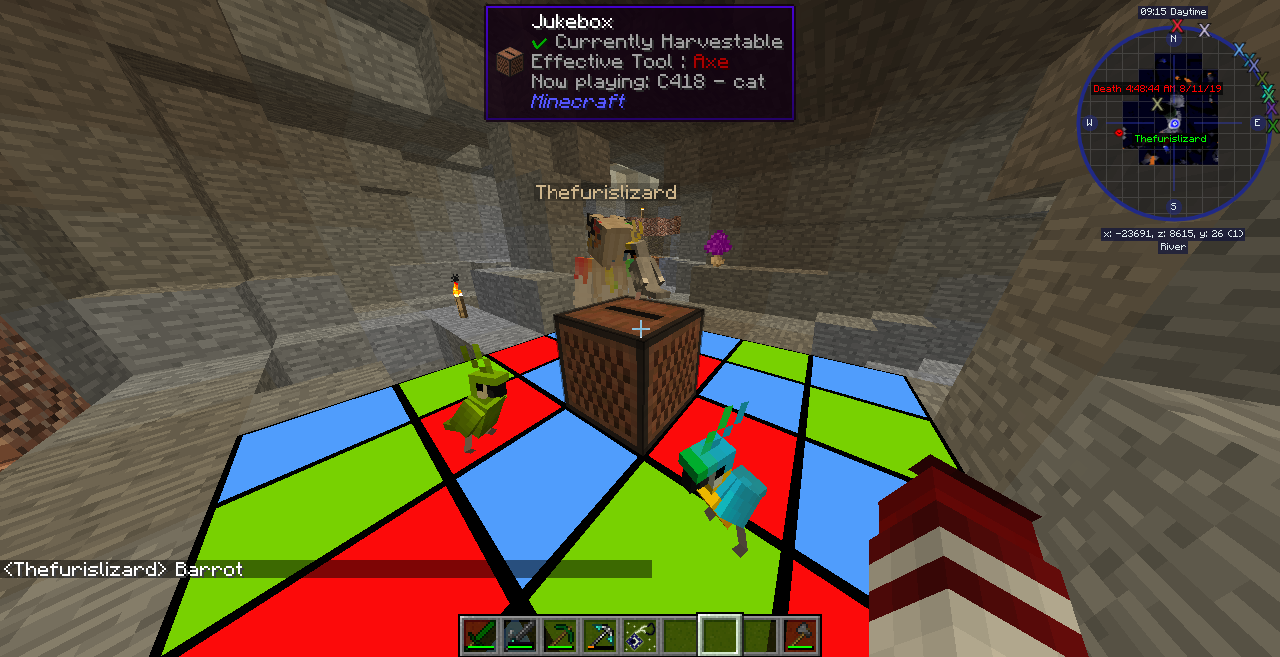 Jukebox
✓ Currently Harvestable
Effective Tool : Axe
Now playing: C418 - cat
Minecraft
09:15 Daytime
N
Death 4:48:44 AM 8/11/19
W
E
Thefurislizard
S
x: -23691, z: 8615, y: 26 (1)
River
Thefurislizard
<Thefurislizard> Barrot